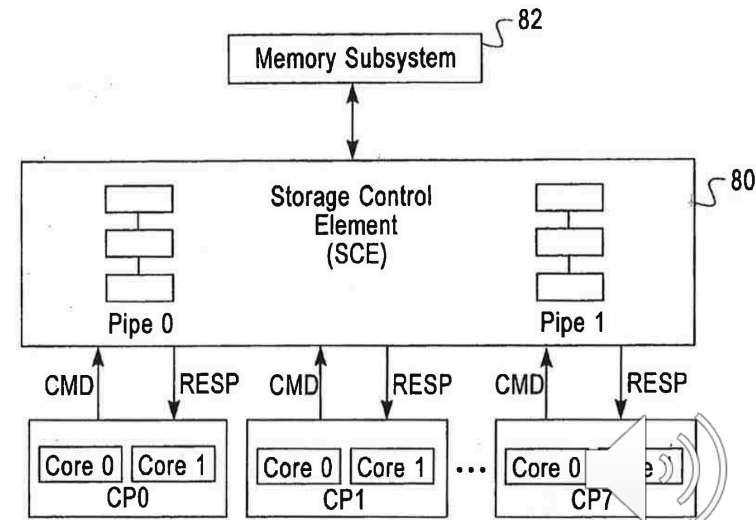 82
Memory Subsystem
80
Storage Control
Element
(SCE)
Pipe 0
Pipe 1
CMD
RESP
CMD
RESP
CMD
RESP
Core 0
Core 1
CP0
Core 0
Core 1
CP1
...
Core 0
CP7